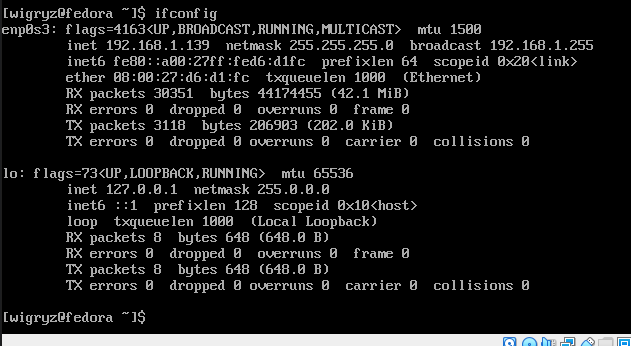 [wigryz@fedora ~]$ ifconfig
enp0s3: flags=4163<UP,BROADCAST,RUNNING,MULTICAST>  mtu 1500
        inet 192.168.1.139  netmask 255.255.255.0  broadcast 192.168.1.255
        inet6 fe80::a00:27ff:fed6:d1fc  prefixlen 64  scopeid 0x20<link>
        ether 08:00:27:d6:d1:fc  txqueuelen 1000  (Ethernet)
        RX packets 30351  bytes 44174455 (42.1 MiB)
        RX errors 0  dropped 0  overruns 0  frame 0
        TX packets 3118  bytes 206903 (202.0 KiB)
        TX errors 0  dropped 0 overruns 0  carrier 0  collisions 0

lo: flags=73<UP,LOOPBACK,RUNNING>  mtu 65536
        inet 127.0.0.1  netmask 255.0.0.0
        inet6 ::1  prefixlen 128  scopeid 0x10<host>
        loop  txqueuelen 1000  (Local Loopback)
        RX packets 8  bytes 648 (648.0 B)
        RX errors 0  dropped 0  overruns 0  frame 0
        TX packets 8  bytes 648 (648.0 B)
        TX errors 0  dropped 0 overruns 0  carrier 0  collisions 0

[wigryz@fedora ~]$